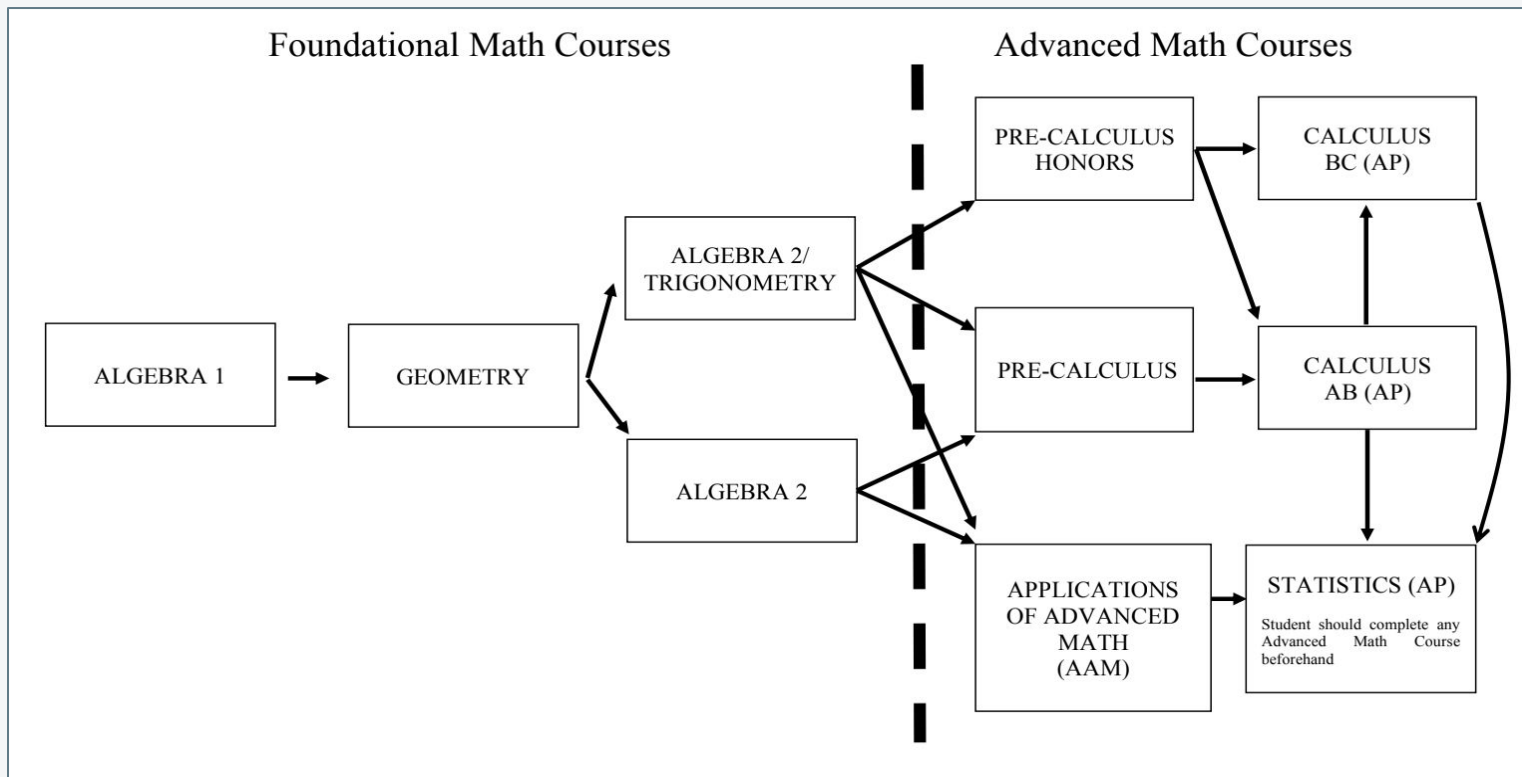 Foundational Math Courses
Advanced Math Courses
ALGEBRA 1
GEOMETRY
ALGEBRA 2/
TRIGONOMETRY
ALGEBRA 2
PRE-CALCULUS
HONORS
CALCULUS
BC (AP)
PRE-CALCULUS
CALCULUS
AB (AP)
APPLICATIONS
OF ADVANCED
MATH
(AAM)
STATISTICS (AP)
Student should complete any
Advanced Math Course
beforehand